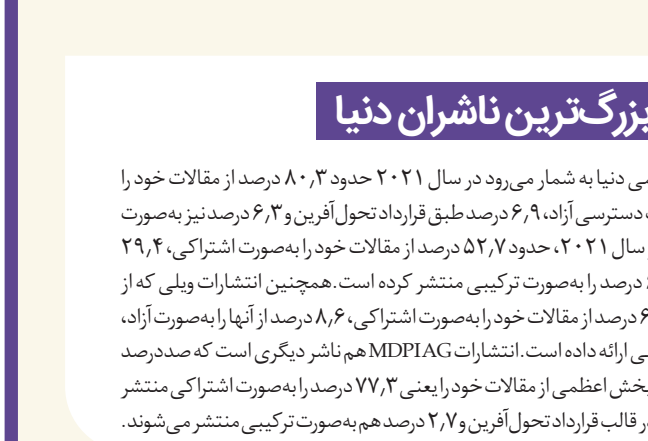 بزرگ‌ترین ناشران دنیا
دنیا به شمار می‌رود در سال ۲۰۲۱ حدود ۸۰٫۳ درصد از مقالات خود را
دسترسی آزاد، ۶٫۹ درصد طبق قرارداد تحول‌آفرین و ۶٫۳ درصد نیز به‌صورت
سال ۲۰۲۱، حدود ۵۲٫۷ درصد از مقالات خود را به‌صورت اشتراکی، ۲۹٫۴
درصد را به‌صورت ترکیبی منتشر کرده است. همچنین انتشارات ویلی که از
درصد از مقالات خود را به‌صورت اشتراکی، ۸٫۶ درصد از آنها را به‌صورت آزاد،
ارائه داده است. انتشارات MDPIAG هم ناشر دیگری است که صددرصد
بخش اعظمی از مقالات خود را یعنی ۷۷٫۳ درصد را به‌صورت اشتراکی منتشر
قالب قرارداد تحول‌آفرین و ۲٫۷ درصد هم به‌صورت ترکیبی منتشر می‌شوند.